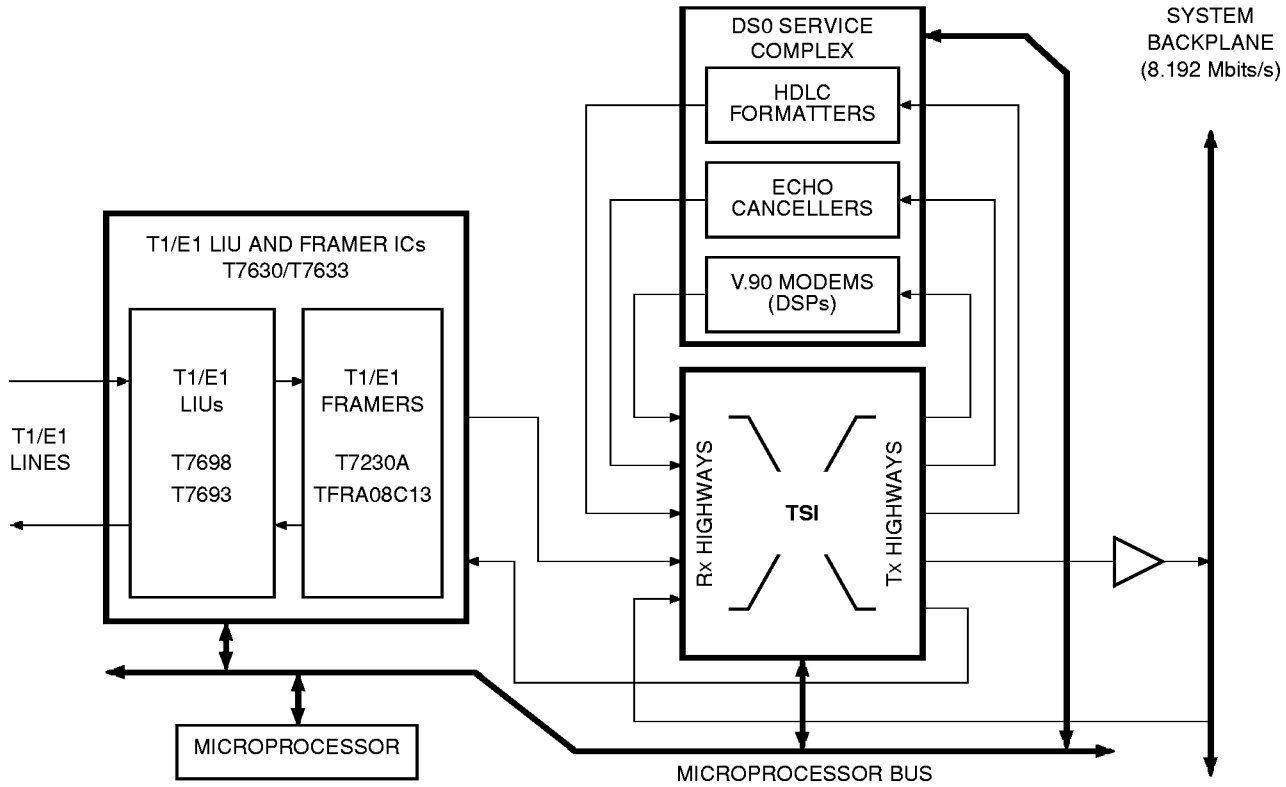 SYSTEM
BACKPLANE
(8.192 Mbits/s)
DS0 SERVICE
COMPLEX
HDLC
FORMATTERS
ECHO
CANCELLERS
V.90 MODEMS
(DSPs)
T1/E1 LIU AND FRAMER ICs
T7630/T7633
T1/E1
LIUs
T7698
T7693
T1/E1
FRAMERS
T7230A
TFRA08C13
T1/E1
LINES
Rx HIGHWAYS
TSI
Tx HIGHWAYS
MICROPROCESSOR
MICROPROCESSOR BUS